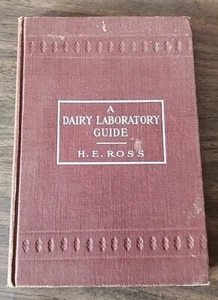 A
DAIRY LABORATORY
GUIDE
H. E. ROSS